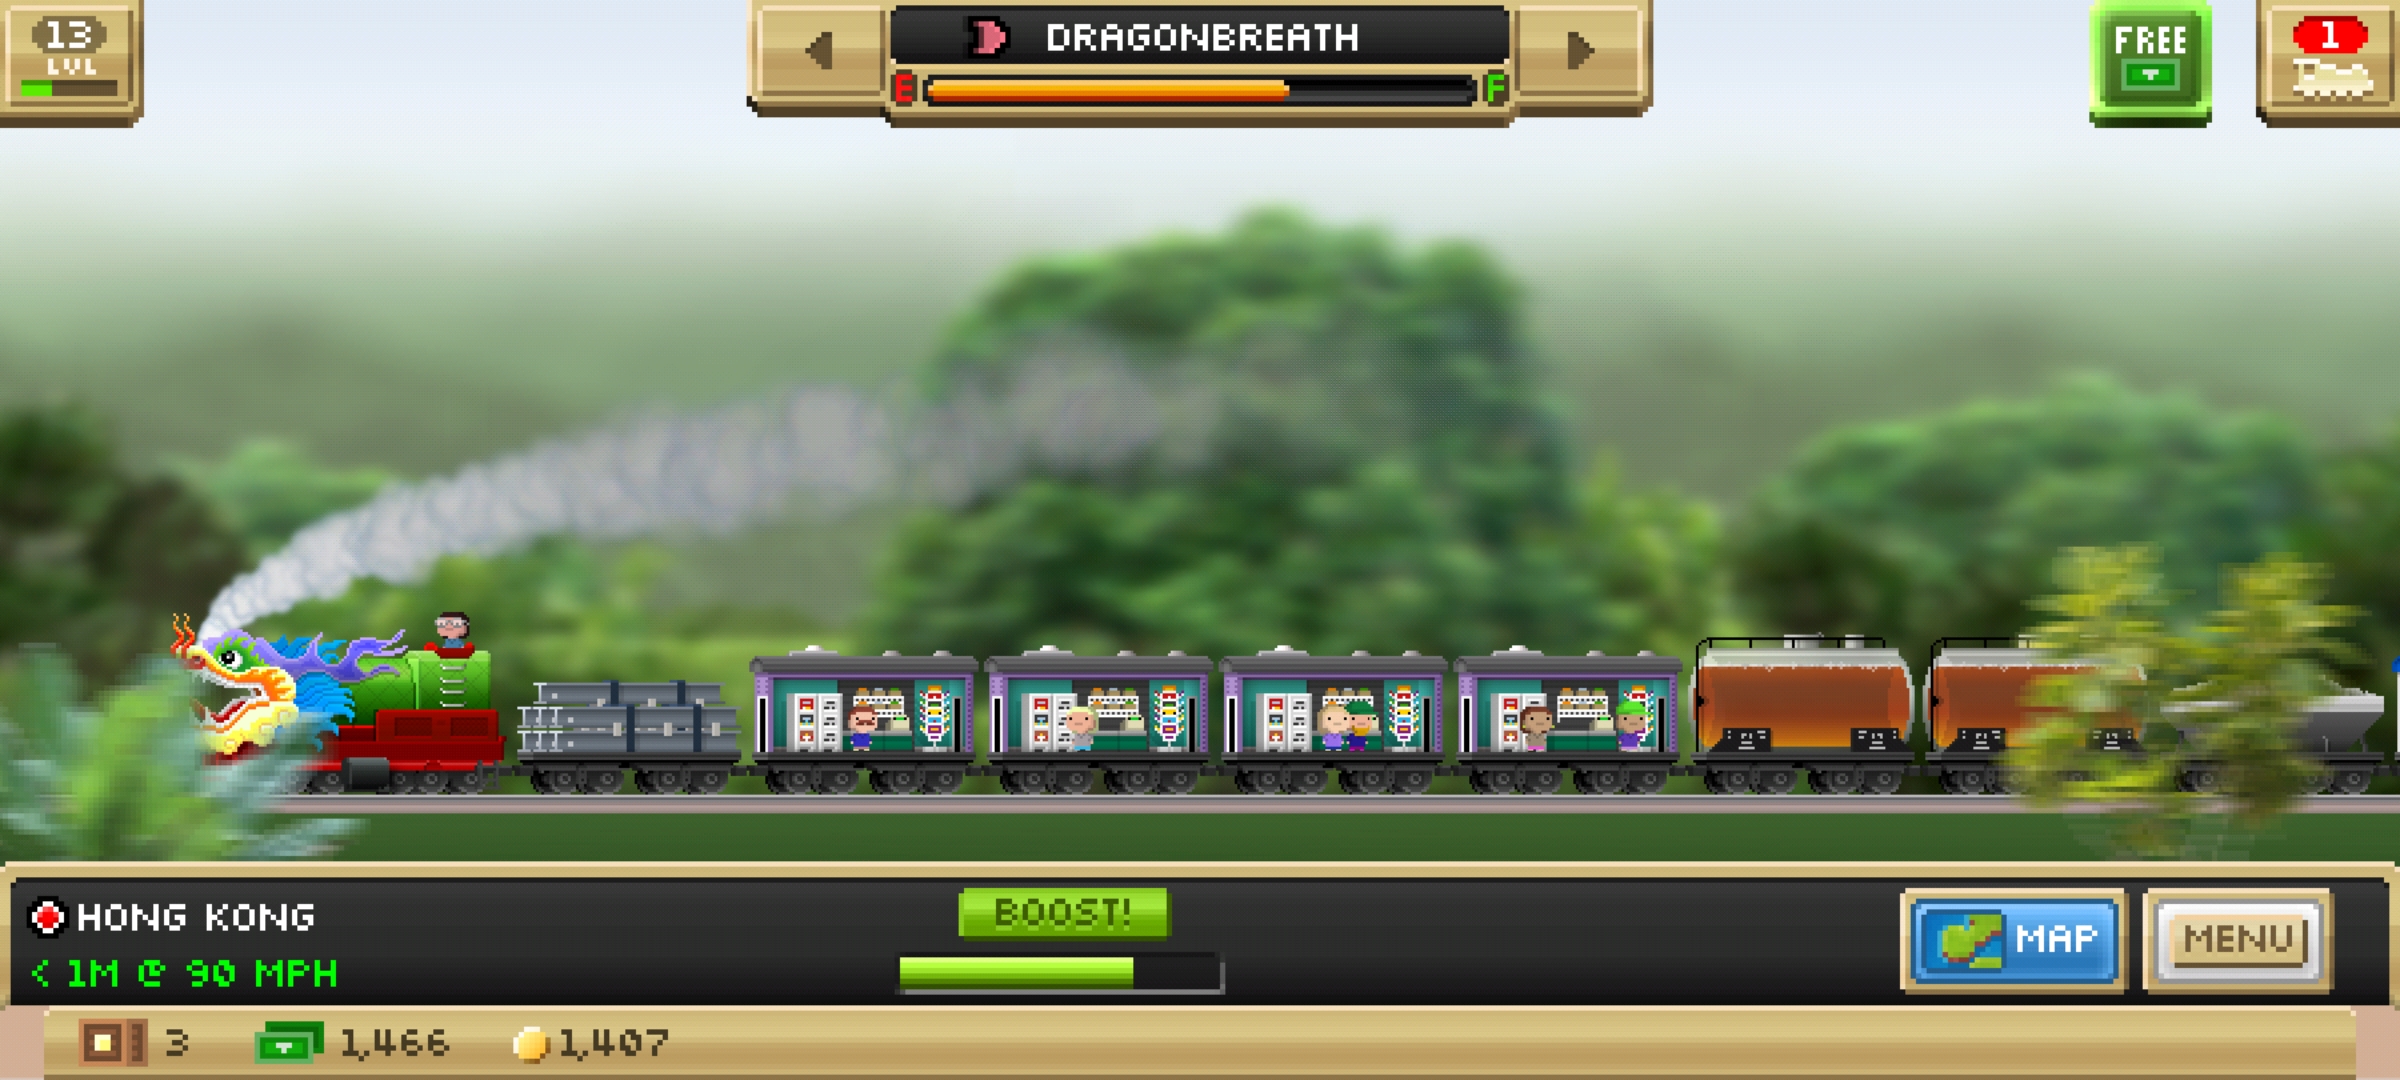 13
LVL
DRAGONBREATH
E F
FREE
1
HONG KONG
< 1M @ 90 MPH
BOOST!
MAP
MENU
3 1,466 1,407